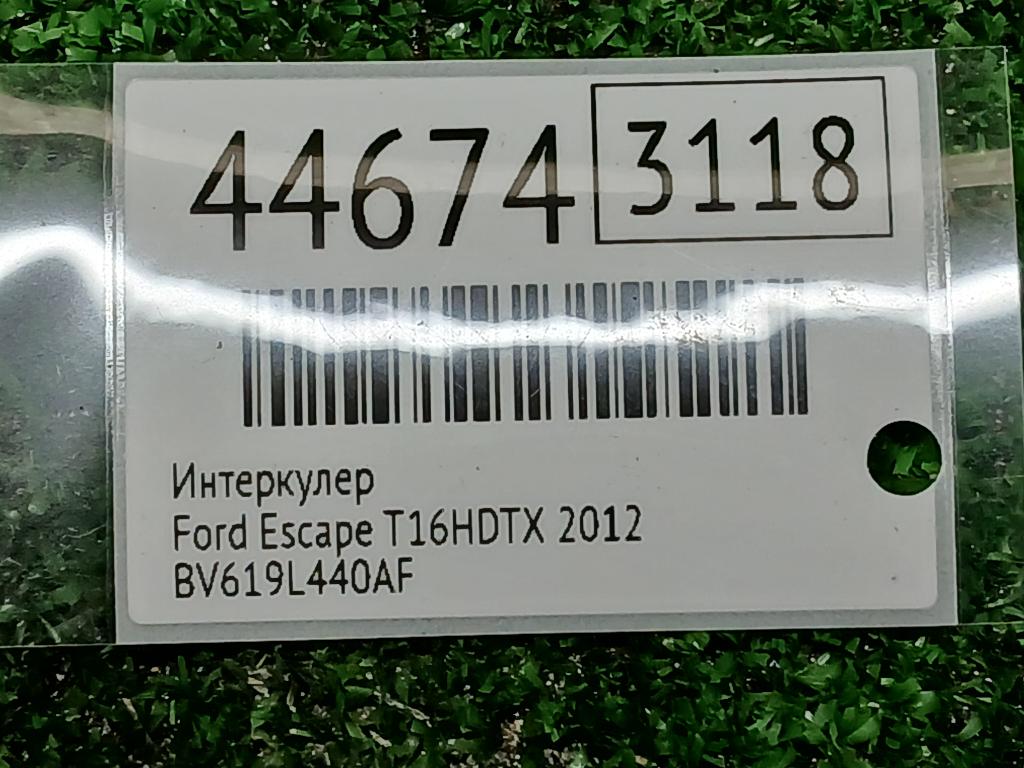 44674 3118
Интеркулер
Ford Escape T16HDTX 2012
BV619L440AF